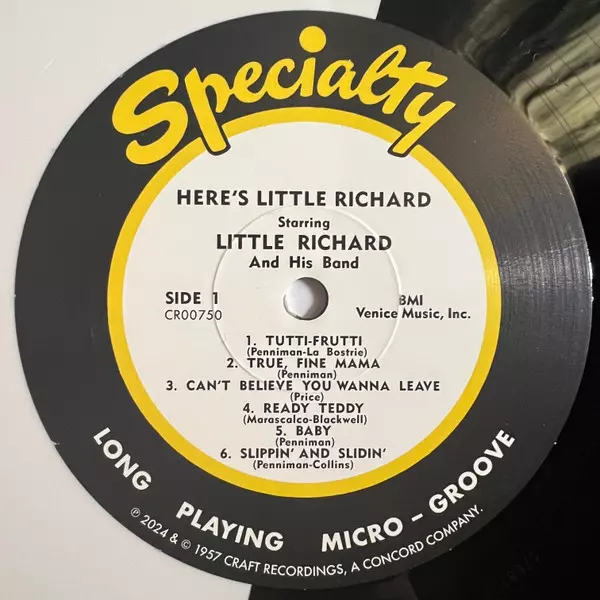 Specialty
HERE'S LITTLE RICHARD
Starring
LITTLE RICHARD
And His Band
SIDE 1
CR00750
BMI
Venice Music, Inc.
1. TUTTI-FRUTTI
(Penniman-La Bostrie)
2. TRUE, FINE MAMA
(Penniman)
3. CAN'T BELIEVE YOU WANNA LEAVE
(Price)
4. READY TEDDY
(Marascalco-Blackwell)
5. BABY
(Penniman)
6. SLIPPIN' AND SLIDIN'
(Penniman-Collins)
LONG PLAYING MICRO-GROOVE
℗ 2024 & © 1957 CRAFT RECORDINGS, A CONCORD COMPANY.